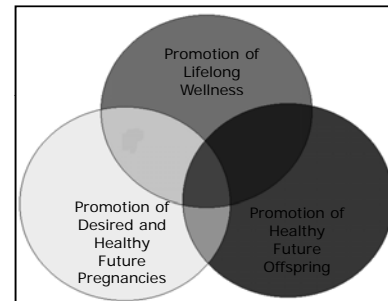 Promotion of
Lifelong
Wellness
Promotion of
Desired and
Healthy
Future
Pregnancies
Promotion of
Healthy
Future
Offspring